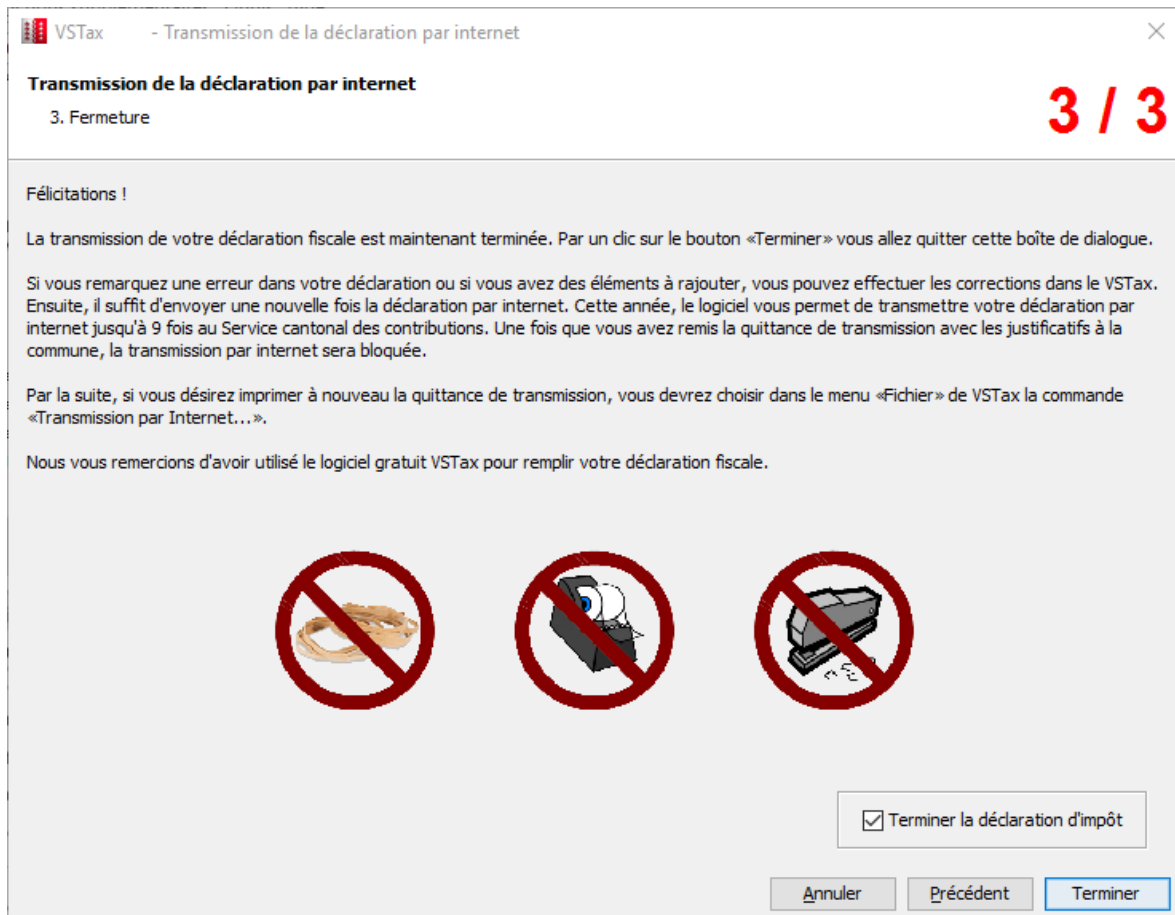 VSTax - Transmission de la déclaration par internet
Transmission de la déclaration par internet
3. Fermeture
3 / 3
Félicitations !
La transmission de votre déclaration fiscale est maintenant terminée. Par un clic sur le bouton «Terminer» vous allez quitter cette boîte de dialogue.
Si vous remarquez une erreur dans votre déclaration ou si vous avez des éléments à rajouter, vous pouvez effectuer les corrections dans le VSTax.
Ensuite, il suffit d'envoyer une nouvelle fois la déclaration par internet. Cette année, le logiciel vous permet de transmettre votre déclaration par
internet jusqu'à 9 fois au Service cantonal des contributions. Une fois que vous avez remis la quittance de transmission avec les justificatifs à la
commune, la transmission par internet sera bloquée.
Par la suite, si vous désirez imprimer à nouveau la quittance de transmission, vous devrez choisir dans le menu «Fichier» de VSTax la commande
«Transmission par Internet...».
Nous vous remercions d'avoir utilisé le logiciel gratuit VSTax pour remplir votre déclaration fiscale.
Terminer la déclaration d'impôt
Annuler Précédent Terminer